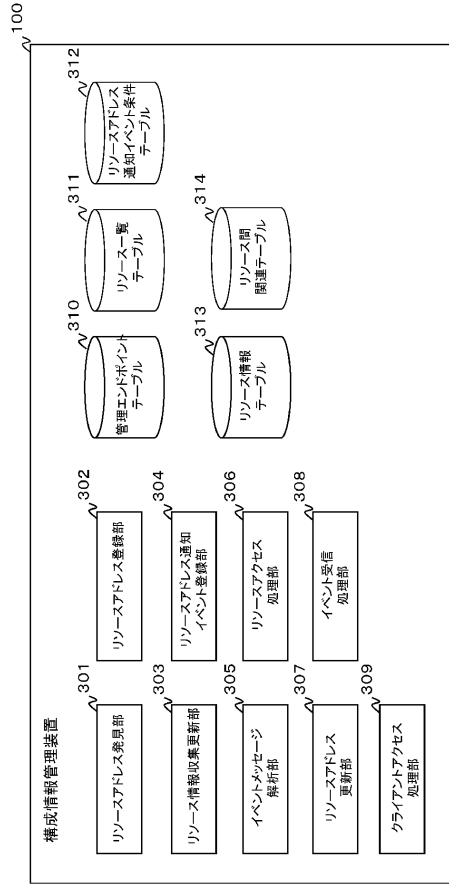 100
構成情報管理装置
301
リソースアドレス発見部
302
リソースアドレス登録部
303
リソース情報収集更新部
304
リソースアドレス通知
イベント登録部
305
イベントメッセージ
解析部
306
リソースアクセス
処理部
307
リソースアドレス
更新部
308
イベント受信
処理部
309
クライアントアクセス
処理部
310
管理エンドポイント
テーブル
311
リソース一覧
テーブル
312
リソースアドレス
通知イベント条件
テーブル
313
リソース情報
テーブル
314
リソース間
関連テーブル